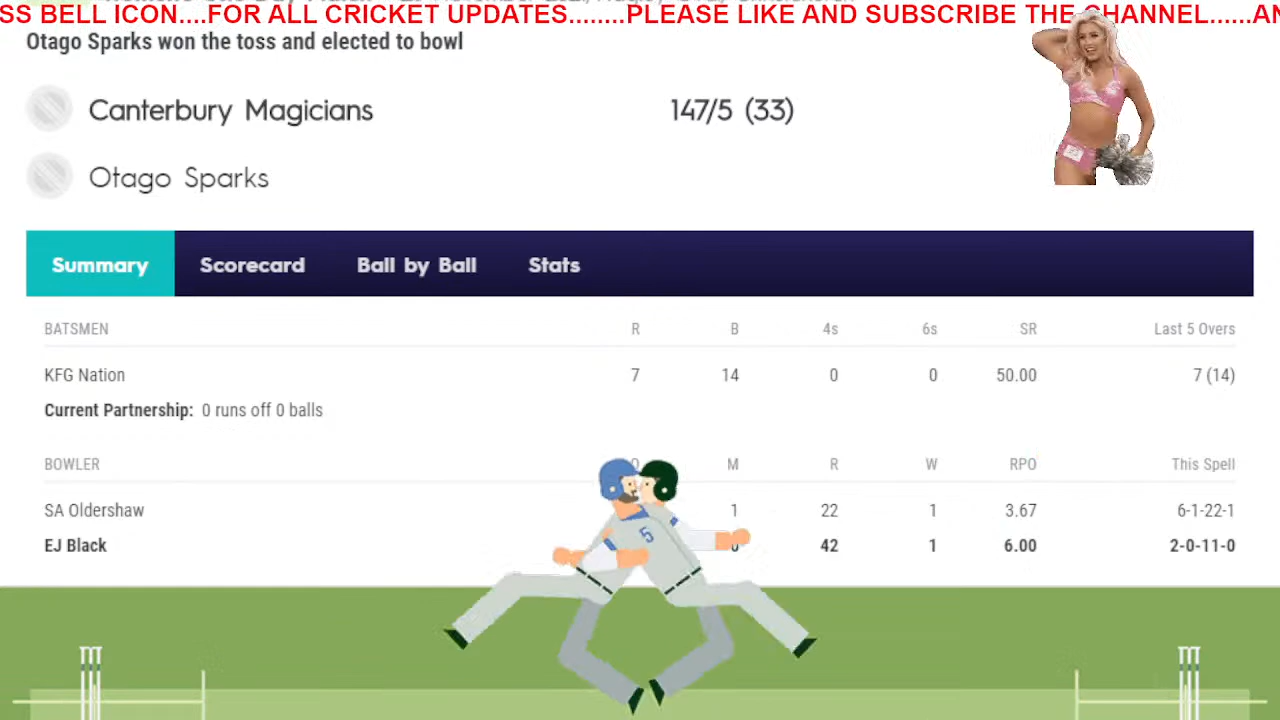 SS BELL ICON....FOR ALL CRICKET UPDATES........PLEASE LIKE AND SUBSCRIBE THE CHANNEL......AN
Otago Sparks won the toss and elected to bowl
Canterbury Magicians 147/5 (33)
Otago Sparks
Summary Scorecard Ball by Ball Stats
BATSMEN R B 4s 6s SR Last 5 Overs
KFG Nation 7 14 0 0 50.00 7 (14)
Current Partnership: 0 runs off 0 balls
BOWLER O M R W RPO This Spell
SA Oldershaw 1 22 1 3.67 6-1-22-1
EJ Black 0 42 1 6.00 2-0-11-0
5